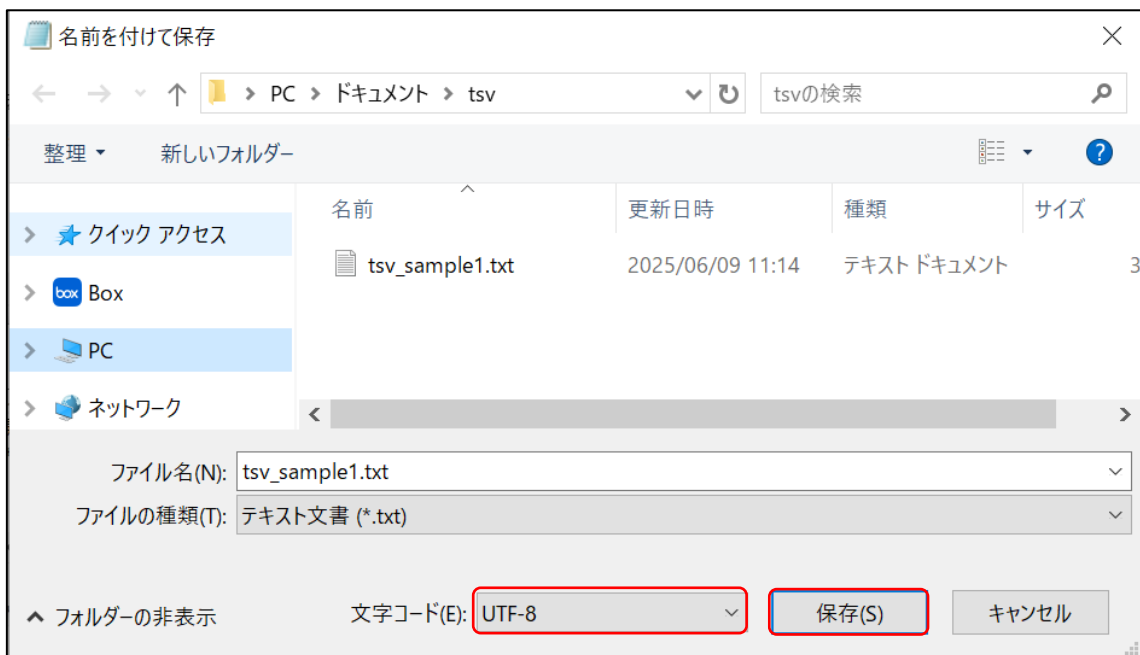 名前を付けて保存
PC > ドキュメント > tsv
tsvの検索
整理
新しいフォルダー
名前 更新日時 種類 サイズ
クイック アクセス
tsv_sample1.txt 2025/06/09 11:14 テキスト ドキュメント 3
box Box
PC
ネットワーク
ファイル名(N): tsv_sample1.txt
ファイルの種類(T): テキスト文書 (*.txt)
フォルダーの非表示 文字コード(E): UTF-8 保存(S) キャンセル